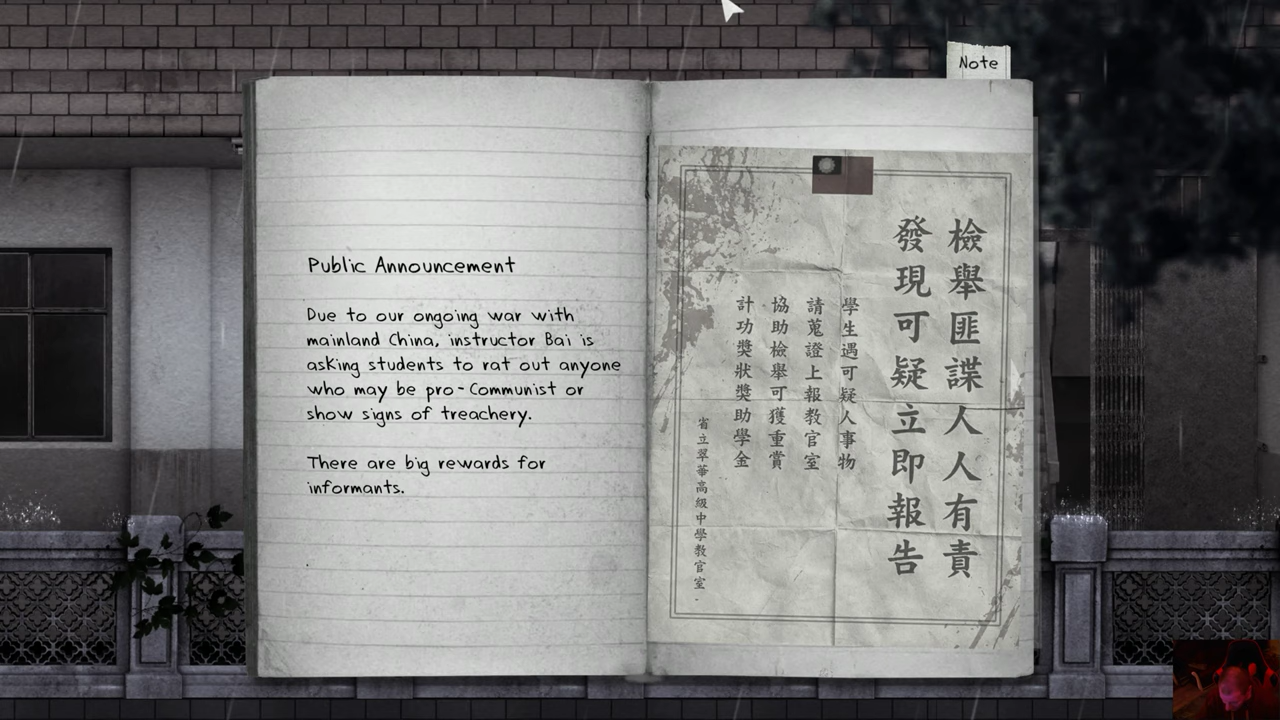 Note
Public Announcement
Due to our ongoing war with
mainland China, instructor Bai is
asking students to rat out anyone
who may be pro-Communist or
show signs of treachery.
There are big rewards for
informants.
檢舉匪諜人人有責
發現可疑立即報告
學生遇可疑人事物
請蒐證上報教官室
協助檢舉可獲重賞
計功獎狀獎助學金
省立翠華高級中學教官室